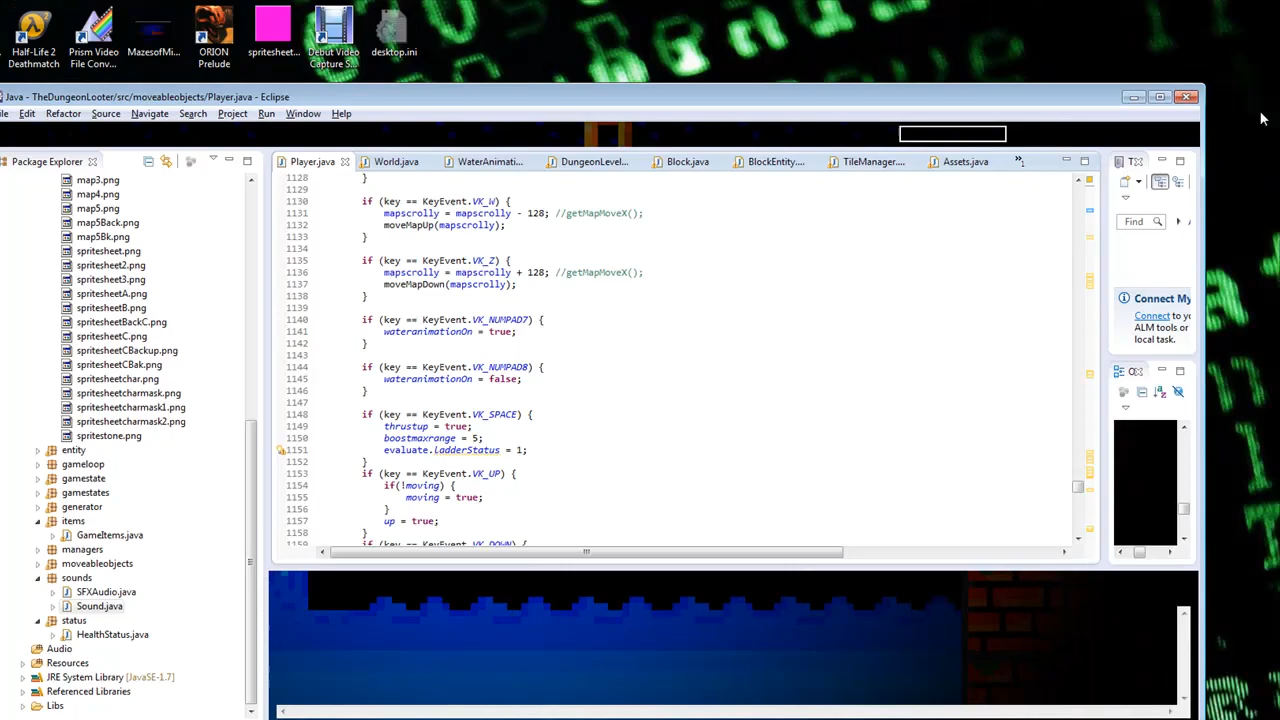 Half-Life 2
Deathmatch
Prism Video
File Conv...
MazesofMi...
ORION
Prelude
spritesheet...
Debut Video
Capture S...
desktop.ini
Java - TheDungeonLooter/src/moveableobjects/Player.java - Eclipse
ile Edit Refactor Source Navigate Search Project Run Window Help
Package Explorer
Player.java World.java WaterAnimati... DungeonLevel... Block.java BlockEntity.... TileManager.... Assets.java »1
map3.png
map4.png
map5.png
map5Back.png
map5Bk.png
spritesheet.png
spritesheet2.png
spritesheet3.png
spritesheetA.png
spritesheetB.png
spritesheetBackC.png
spritesheetC.png
spritesheetCBackup.png
spritesheetCBak.png
spritesheetchar.png
spritesheetcharmask.png
spritesheetcharmask1.png
spritesheetcharmask2.png
spritestone.png
entity
gameloop
gamestate
gamestates
generator
items
GameItems.java
managers
moveableobjects
sounds
SFXAudio.java
Sound.java
status
HealthStatus.java
Audio
Resources
JRE System Library [JavaSE-1.7]
Referenced Libraries
Libs
1128 }
1129
1130 if (key == KeyEvent.VK_W) {
1131 mapscrolly = mapscrolly - 128; //getMapMoveX();
1132 moveMapUp(mapscrolly);
1133 }
1134
1135 if (key == KeyEvent.VK_Z) {
1136 mapscrolly = mapscrolly + 128; //getMapMoveX();
1137 moveMapDown(mapscrolly);
1138 }
1139
1140 if (key == KeyEvent.VK_NUMPAD7) {
1141 wateranimationOn = true;
1142 }
1143
1144 if (key == KeyEvent.VK_NUMPAD8) {
1145 wateranimationOn = false;
1146 }
1147
1148 if (key == KeyEvent.VK_SPACE) {
1149 thrustup = true;
1150 boostmaxrange = 5;
1151 evaluate.LadderStatus = 1;
1152 }
1153 if (key == KeyEvent.VK_UP) {
1154 if(!moving) {
1155 moving = true;
1156 }
1157 up = true;
1158 }
1159 if (key == KeyEvent.VK_DOWN) {
Find
Connect My
Connect to yo
ALM tools or
local task.